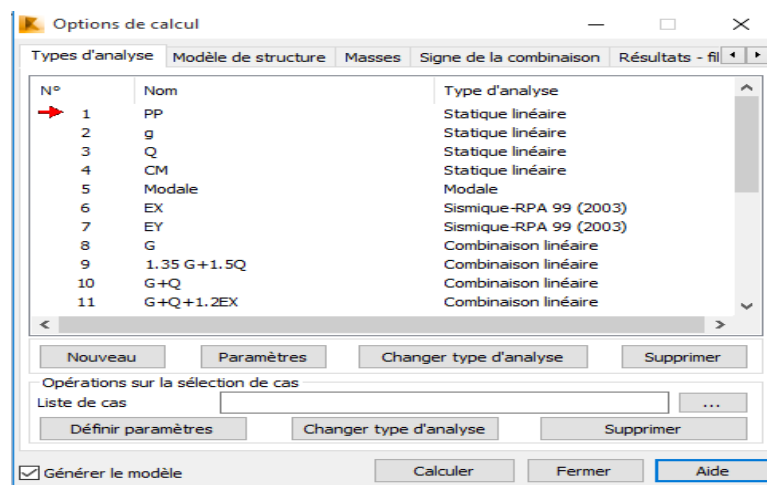 Options de calcul
Types d'analyse Modèle de structure Masses Signe de la combinaison Résultats - fil
N° Nom Type d'analyse
1 PP Statique linéaire
2 g Statique linéaire
3 Q Statique linéaire
4 CM Statique linéaire
5 Modale Modale
6 EX Sismique-RPA 99 (2003)
7 EY Sismique-RPA 99 (2003)
8 G Combinaison linéaire
9 1.35 G+1.5Q Combinaison linéaire
10 G+Q Combinaison linéaire
11 G+Q+1.2EX Combinaison linéaire
Nouveau Paramètres Changer type d'analyse Supprimer
Opérations sur la sélection de cas
Liste de cas ...
Définir paramètres Changer type d'analyse Supprimer
Générer le modèle Calculer Fermer Aide